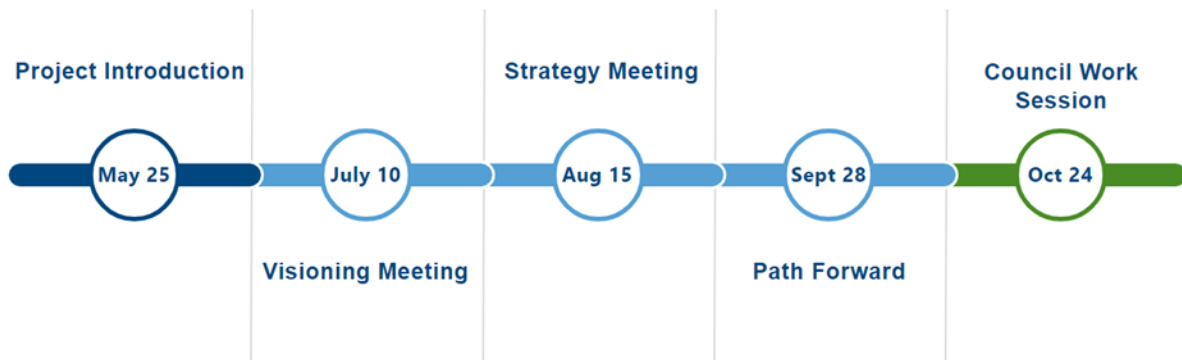 Project Introduction
May 25
July 10
Visioning Meeting
Strategy Meeting
Aug 15
Sept 28
Path Forward
Council Work
Session
Oct 24